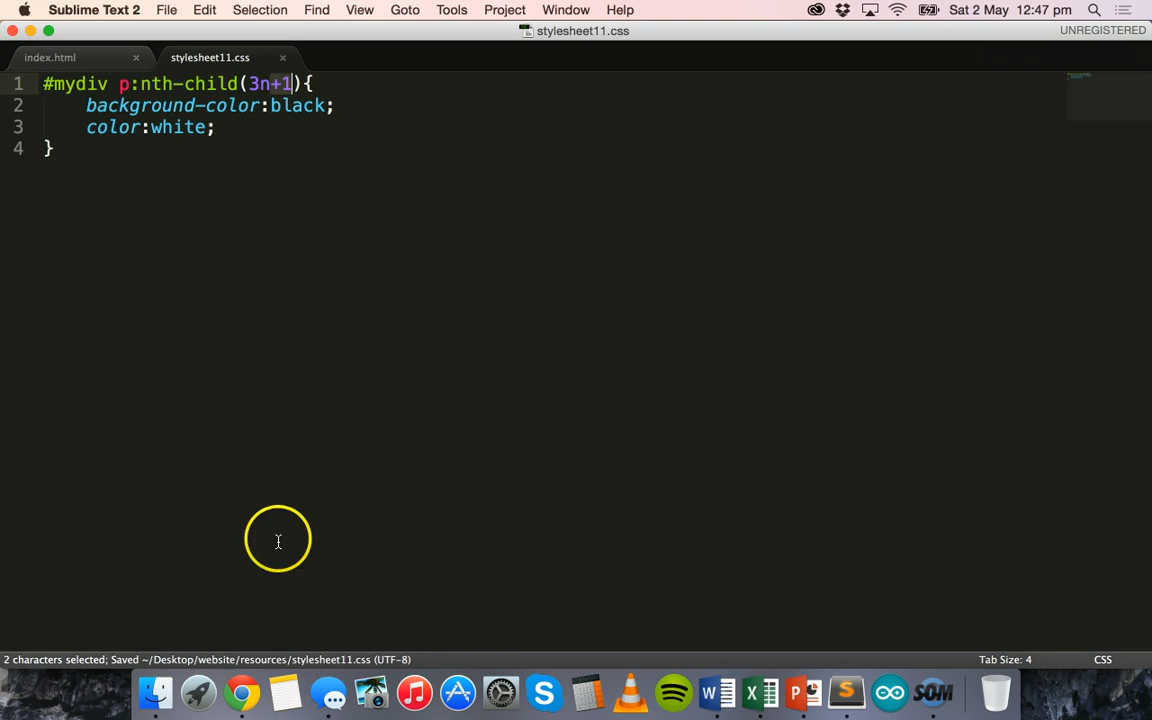 Sublime Text 2 File Edit Selection Find View Goto Tools Project Window Help Sat 2 May 12:47 pm
stylesheet11.css UNREGISTERED
index.html × stylesheet11.css ×
1 #mydiv p:nth-child(3n+1){
2 background-color:black;
3 color:white;
4 }
2 characters selected; Saved ~/Desktop/website/resources/stylesheet11.css (UTF-8) Tab Size: 4 CSS
W X P S SOM